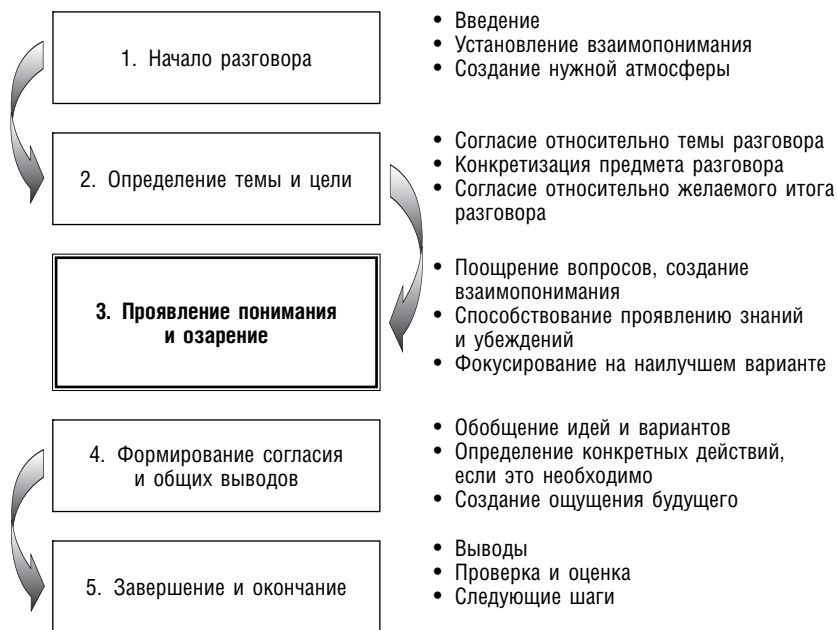 1. Начало разговора
• Введение
• Установление взаимопонимания
• Создание нужной атмосферы
2. Определение темы и цели
• Согласие относительно темы разговора
• Конкретизация предмета разговора
• Согласие относительно желаемого итога
разговора
3. Проявление понимания
и озарение
• Поощрение вопросов, создание
взаимопонимания
• Способствование проявлению знаний
и убеждений
• Фокусирование на наилучшем варианте
4. Формирование согласия
и общих выводов
• Обобщение идей и вариантов
• Определение конкретных действий,
если это необходимо
• Создание ощущения будущего
5. Завершение и окончание
• Выводы
• Проверка и оценка
• Следующие шаги